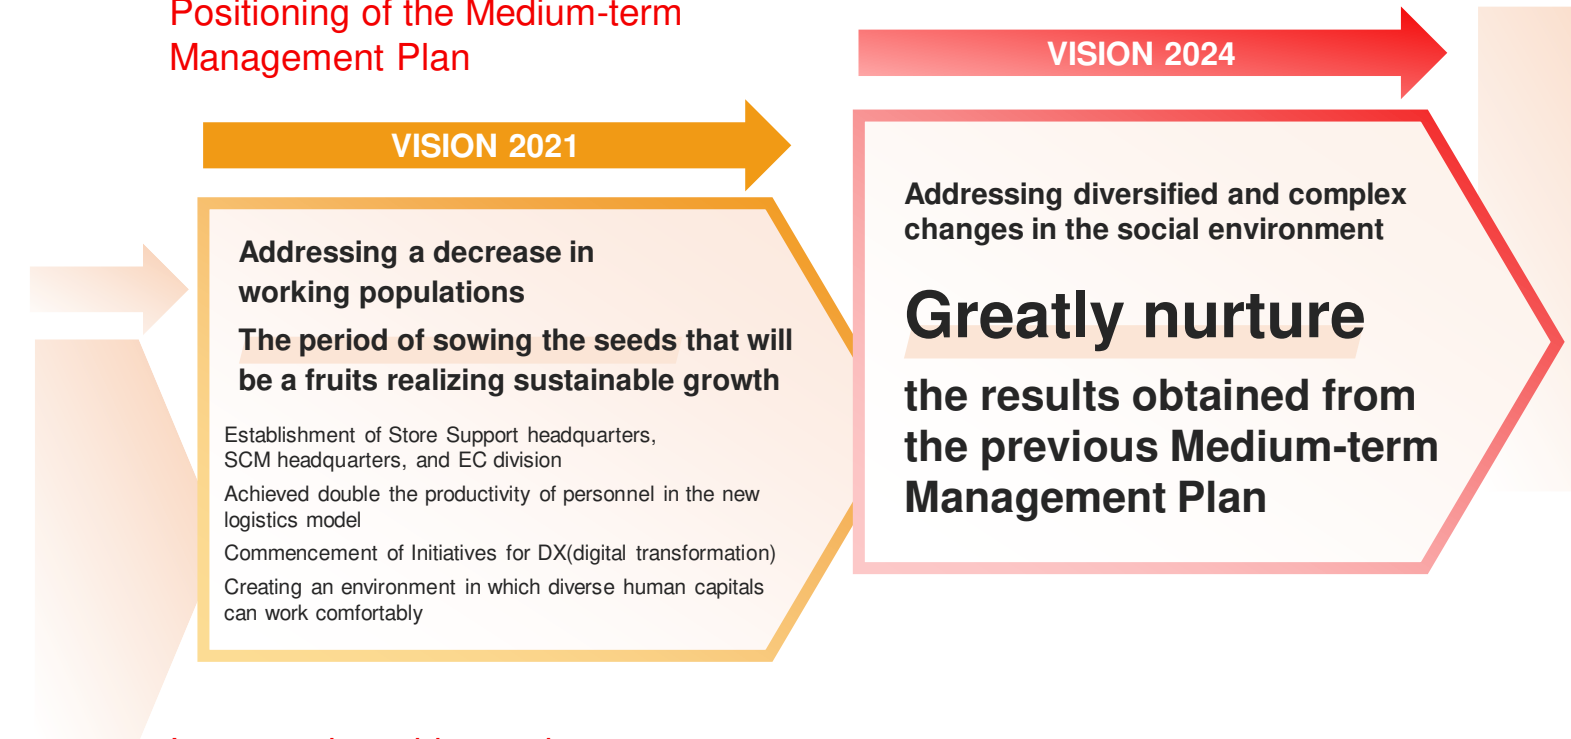 Positioning of the Medium-term
Management Plan
VISION 2021
Addressing a decrease in
working populations
The period of sowing the seeds that will
be a fruits realizing sustainable growth
Establishment of Store Support headquarters,
SCM headquarters, and EC division
Achieved double the productivity of personnel in the new
logistics model
Commencement of Initiatives for DX(digital transformation)
Creating an environment in which diverse human capitals
can work comfortably
VISION 2024
Addressing diversified and complex
changes in the social environment
Greatly nurture
the results obtained from
the previous Medium-term
Management Plan